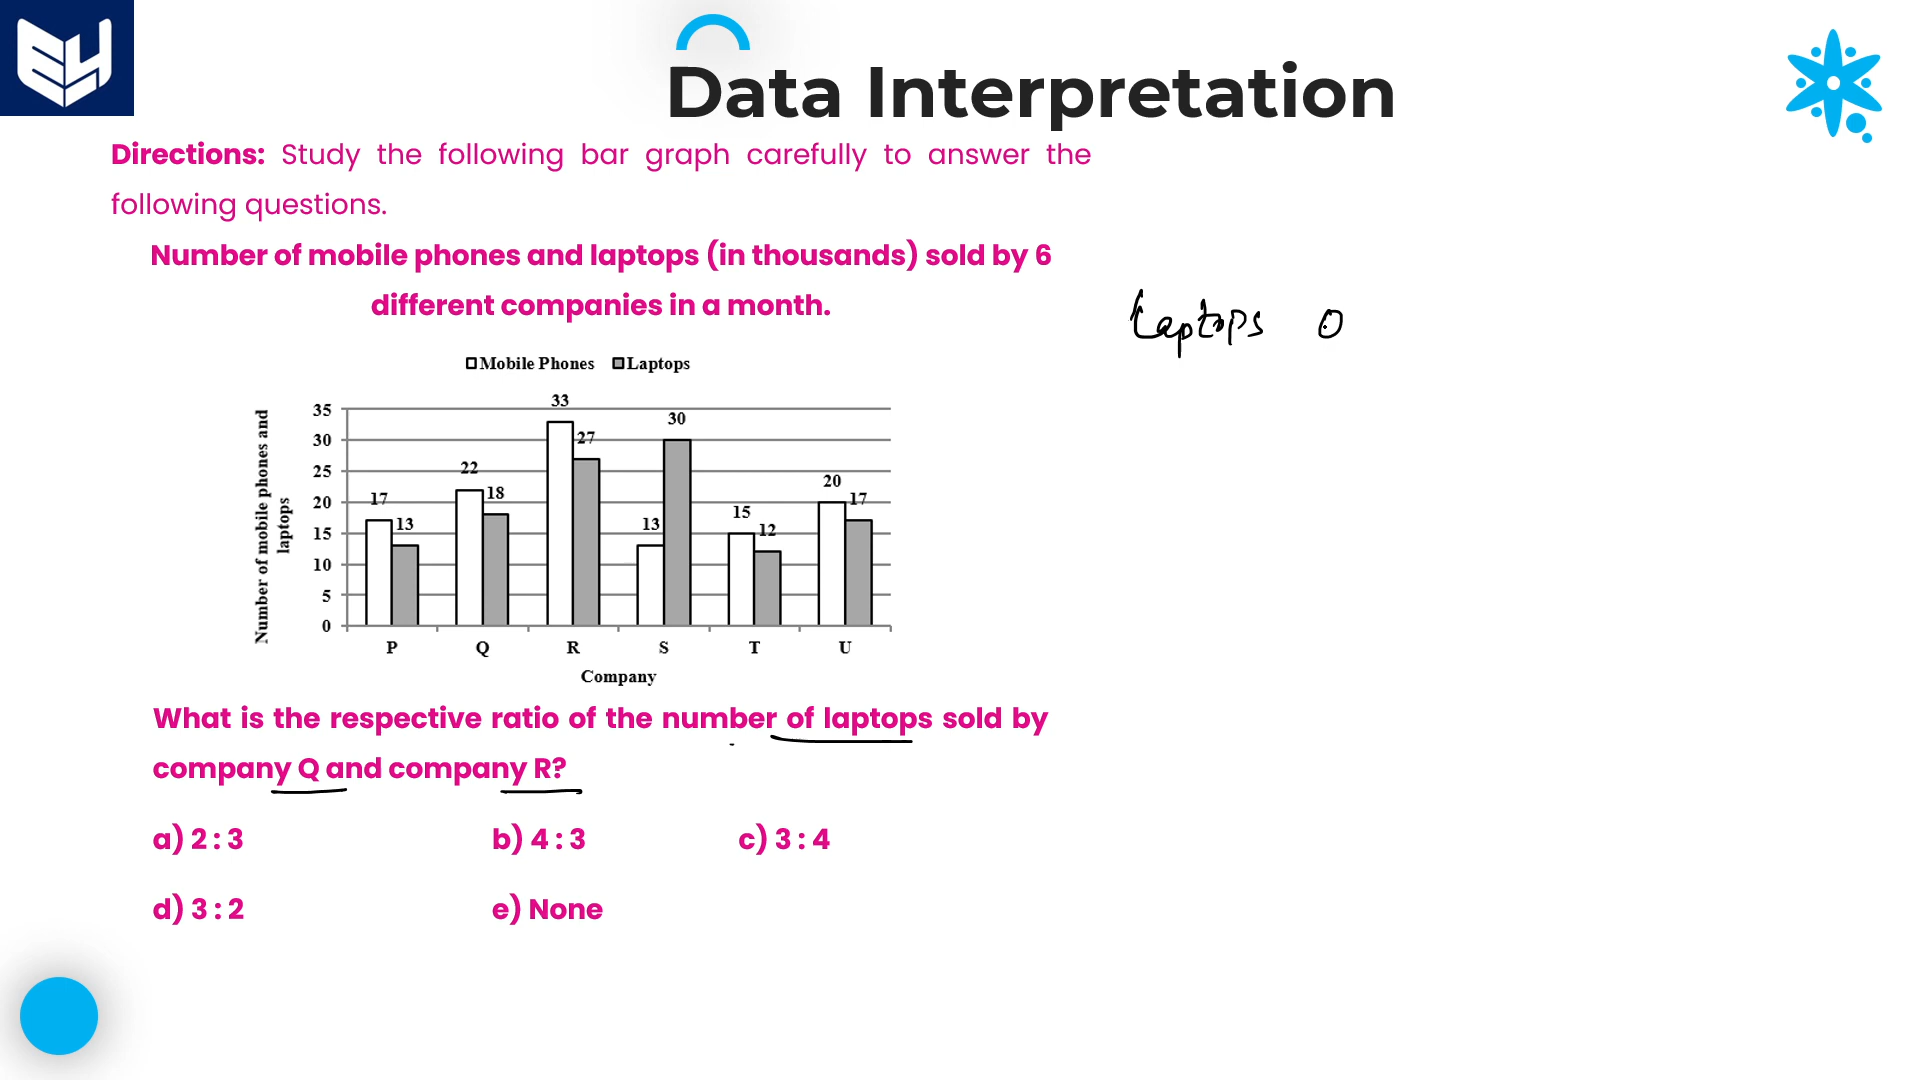 Data Interpretation
Directions: Study the following bar graph carefully to answer the
following questions.
Number of mobile phones and laptops (in thousands) sold by 6
different companies in a month.
Laptops
Mobile Phones Laptops
Number of mobile phones and
laptops
35
30
25
20
15
10
5
0
17
13
22
18
33
27
13
30
15
12
20
17
P Q R S T U
Company
What is the respective ratio of the number of laptops sold by
company Q and company R?
a) 2 : 3 b) 4 : 3 c) 3 : 4
d) 3 : 2 e) None